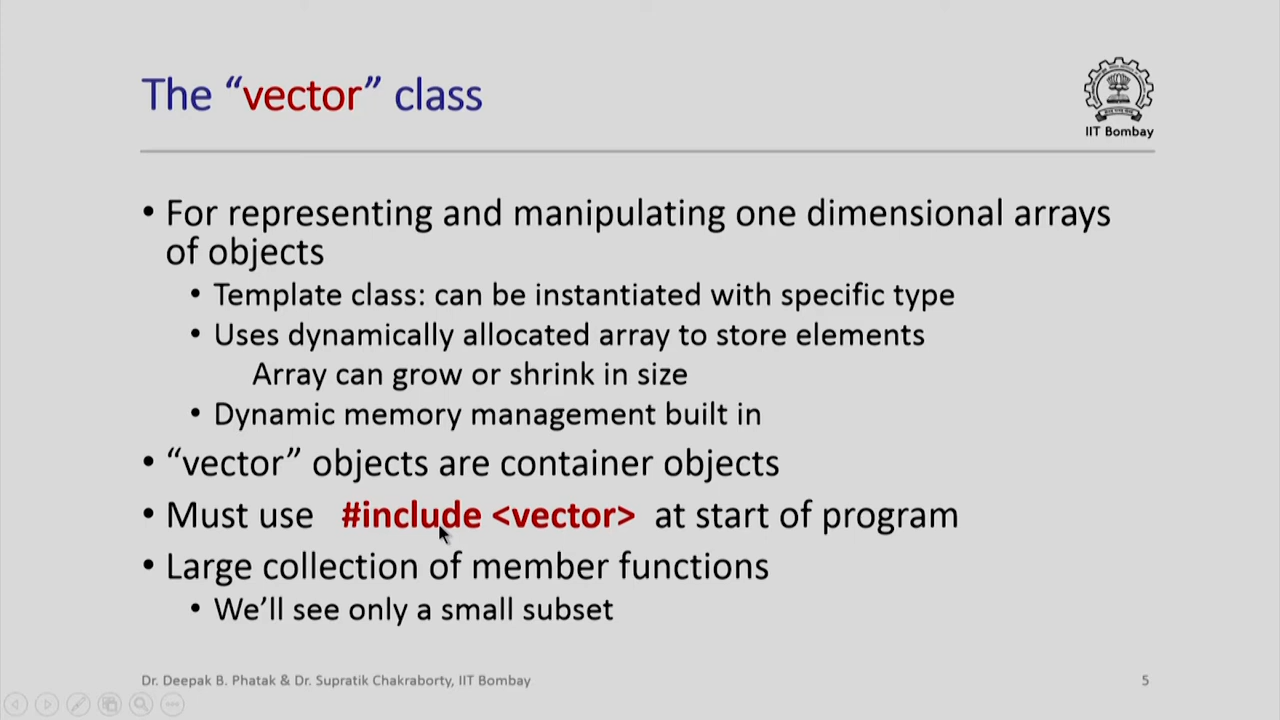 The “vector” class
IIT Bombay
• For representing and manipulating one dimensional arrays
of objects
• Template class: can be instantiated with specific type
• Uses dynamically allocated array to store elements
Array can grow or shrink in size
• Dynamic memory management built in
• “vector” objects are container objects
• Must use #include <vector> at start of program
• Large collection of member functions
• We’ll see only a small subset
Dr. Deepak B. Phatak & Dr. Supratik Chakraborty, IIT Bombay
5